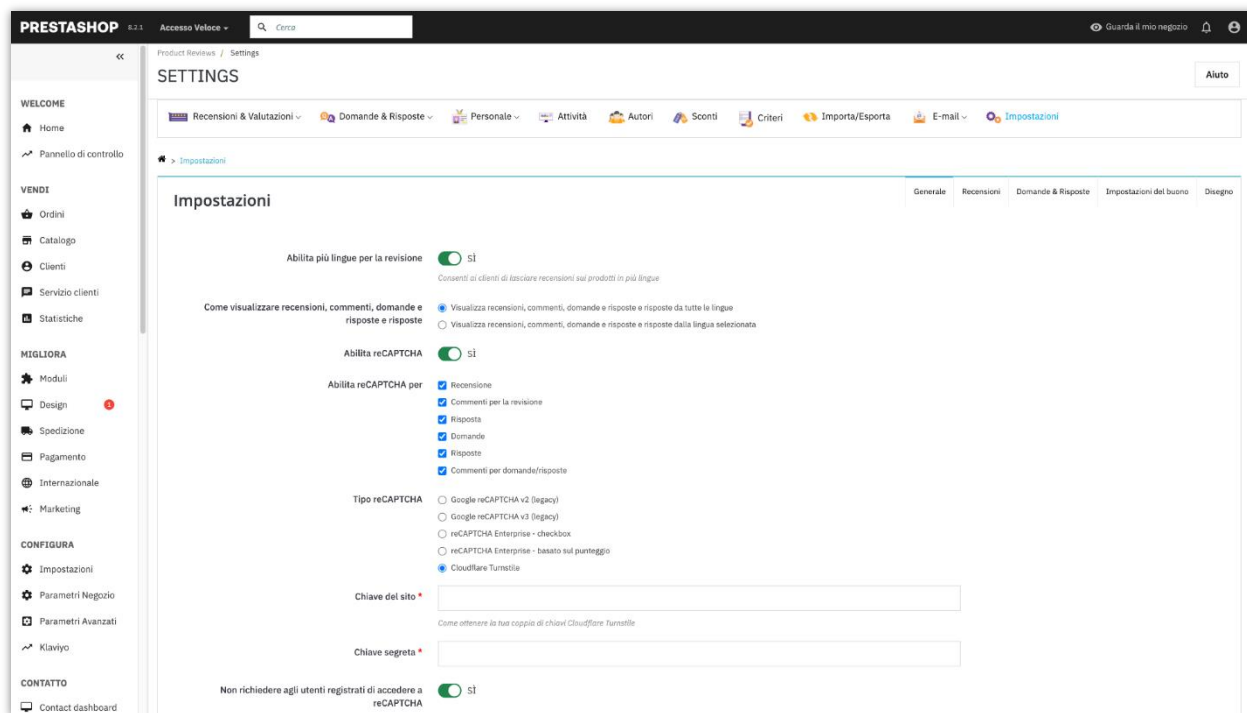 PRESTASHOP 8.2.1 Accesso Veloce Cerca Guarda il mio negozio
Product Reviews / Settings
SETTINGS
Aiuto
WELCOME
Home
Pannello di controllo
VENDI
Ordini
Catalogo
Clienti
Servizio clienti
Statistiche
MIGLIORA
Moduli
Design 1
Spedizione
Pagamento
Internazionale
Marketing
CONFIGURA
Impostazioni
Parametri Negozio
Parametri Avanzati
Klaviyo
CONTATTO
Contact dashboard
Recensioni & Valutazioni Domande & Risposte Personale Attività Autori Sconti Criteri Importa/Esporta E-mail Impostazioni
> Impostazioni
Impostazioni
Generale Recensioni Domande & Risposte Impostazioni del buono Disegno
Abilita più lingue per la revisione SÌ
Consenti ai clienti di lasciare recensioni sui prodotti in più lingue
Come visualizzare recensioni, commenti, domande e
risposte e risposte
Visualizza recensioni, commenti, domande e risposte e risposte da tutte le lingue
Visualizza recensioni, commenti, domande e risposte e risposte dalla lingua selezionata
Abilita reCAPTCHA SÌ
Abilita reCAPTCHA per
Recensione
Commenti per la revisione
Risposta
Domande
Risposte
Commenti per domande/risposte
Tipo reCAPTCHA
Google reCAPTCHA v2 (legacy)
Google reCAPTCHA v3 (legacy)
reCAPTCHA Enterprise - checkbox
reCAPTCHA Enterprise - basato sul punteggio
Cloudflare Turnstile
Chiave del sito *
Come ottenere la tua coppia di chiavi Cloudflare Turnstile
Chiave segreta *
Non richiedere agli utenti registrati di accedere a
reCAPTCHA
SÌ